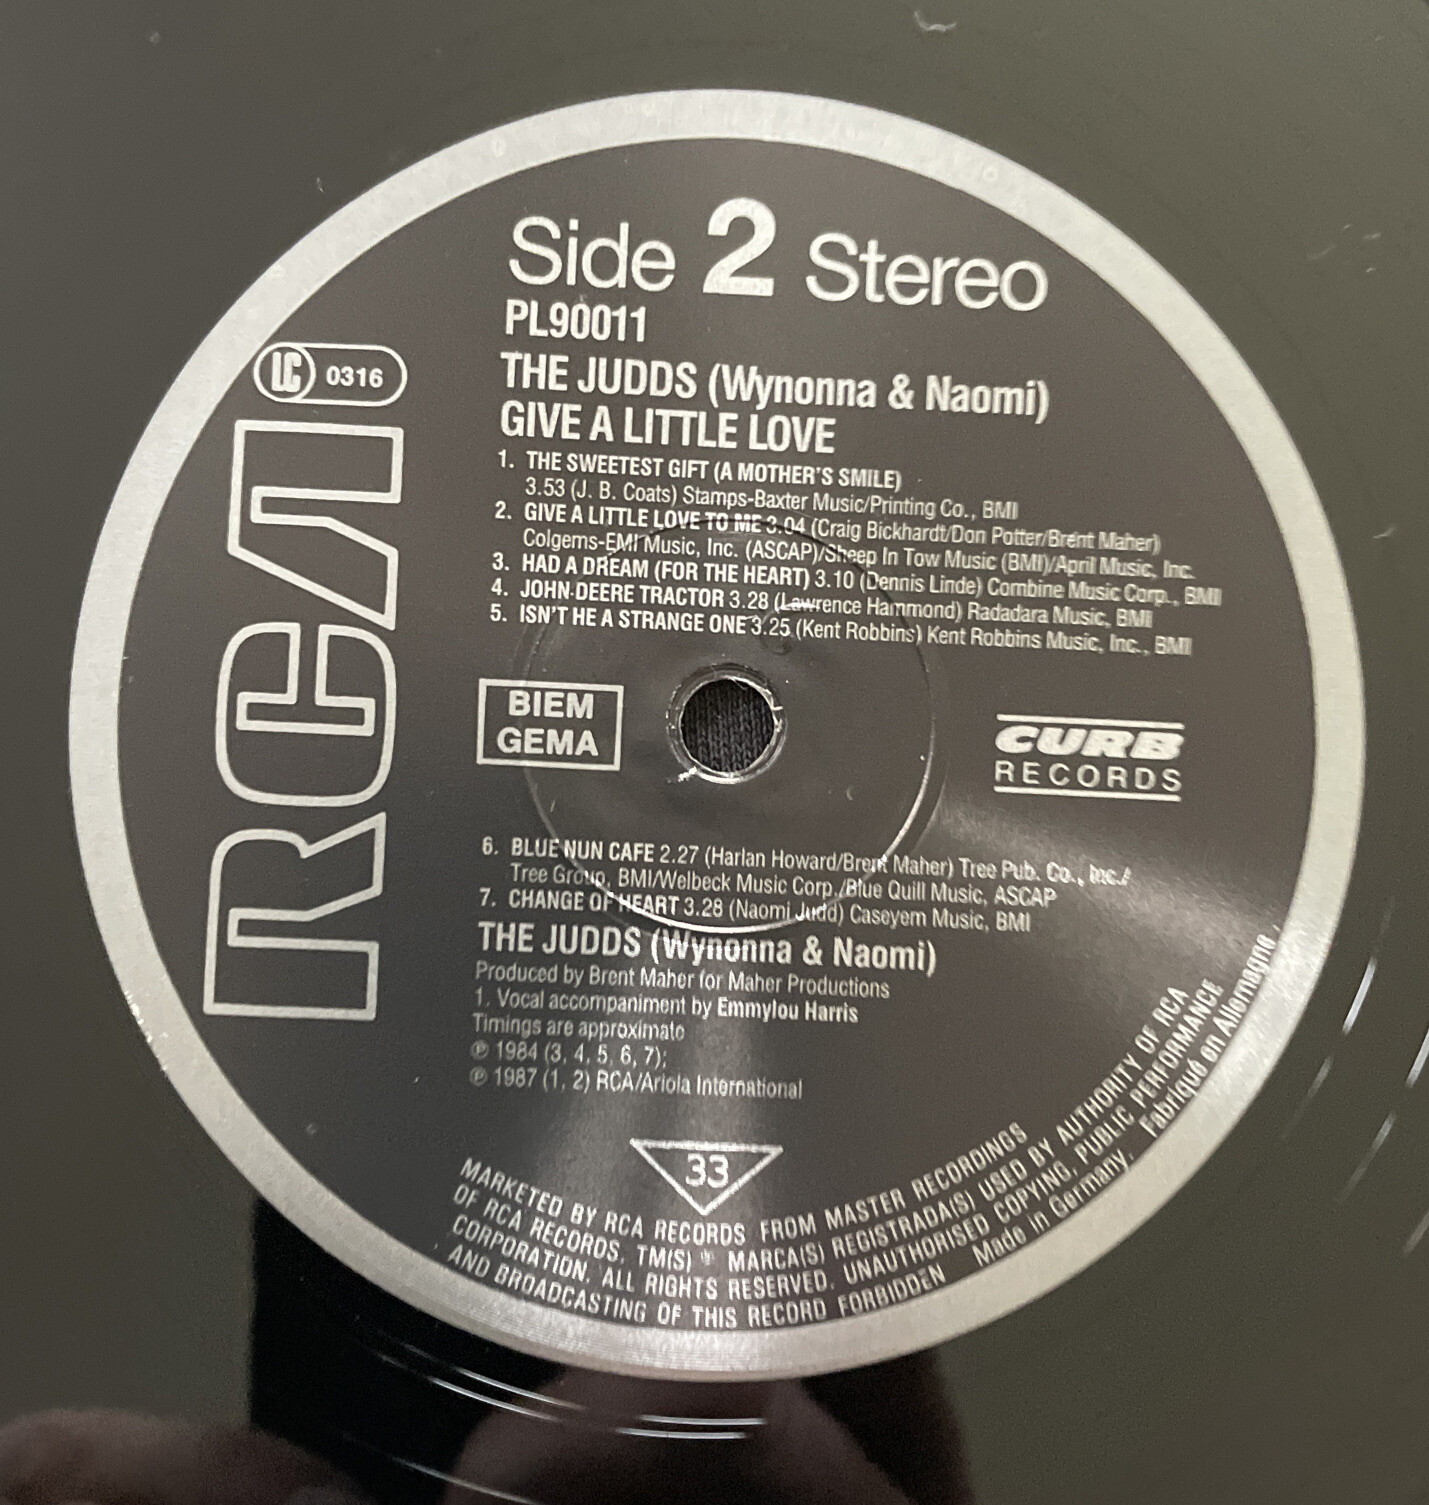 Side 2 Stereo
PL90011
LC 0316
RCA
THE JUDDS (Wynonna & Naomi)
GIVE A LITTLE LOVE
1. THE SWEETEST GIFT (A MOTHER'S SMILE)
3.53 (J. B. Coats) Stamps-Baxter Music/Printing Co., BMI
2. GIVE A LITTLE LOVE TO ME 3.04 (Craig Bickhardt/Don Potter/Brent Maher)
Colgems-EMI Music, Inc. (ASCAP)/Sheep In Tow Music (BMI)/April Music, Inc.
3. HAD A DREAM (FOR THE HEART) 3.10 (Dennis Linde) Combine Music Corp., BMI
4. JOHN DEERE TRACTOR 3.28 (Lawrence Hammond) Radadara Music, BMI
5. ISN'T HE A STRANGE ONE 3.25 (Kent Robbins) Kent Robbins Music, Inc., BMI
BIEM
GEMA
CURB
RECORDS
6. BLUE NUN CAFE 2.27 (Harlan Howard/Brent Maher) Tree Pub. Co., Inc./
Tree Group, BMI/Welbeck Music Corp./Blue Quill Music, ASCAP
7. CHANGE OF HEART 3.28 (Naomi Judd) Caseyem Music, BMI
THE JUDDS (Wynonna & Naomi)
Produced by Brent Maher for Maher Productions
1. Vocal accompaniment by Emmylou Harris
Timings are approximate
℗ 1984 (3, 4, 5, 6, 7);
℗ 1987 (1, 2) RCA/Ariola International
33
MARKETED BY RCA RECORDS FROM MASTER RECORDINGS
OF RCA RECORDS. TM(S) ® MARCA(S) REGISTRADA(S) USED BY AUTHORITY OF RCA
CORPORATION. ALL RIGHTS RESERVED. UNAUTHORISED COPYING, PUBLIC PERFORMANCE
AND BROADCASTING OF THIS RECORD FORBIDDEN Made in Germany. Fabriqué en Allemagne.